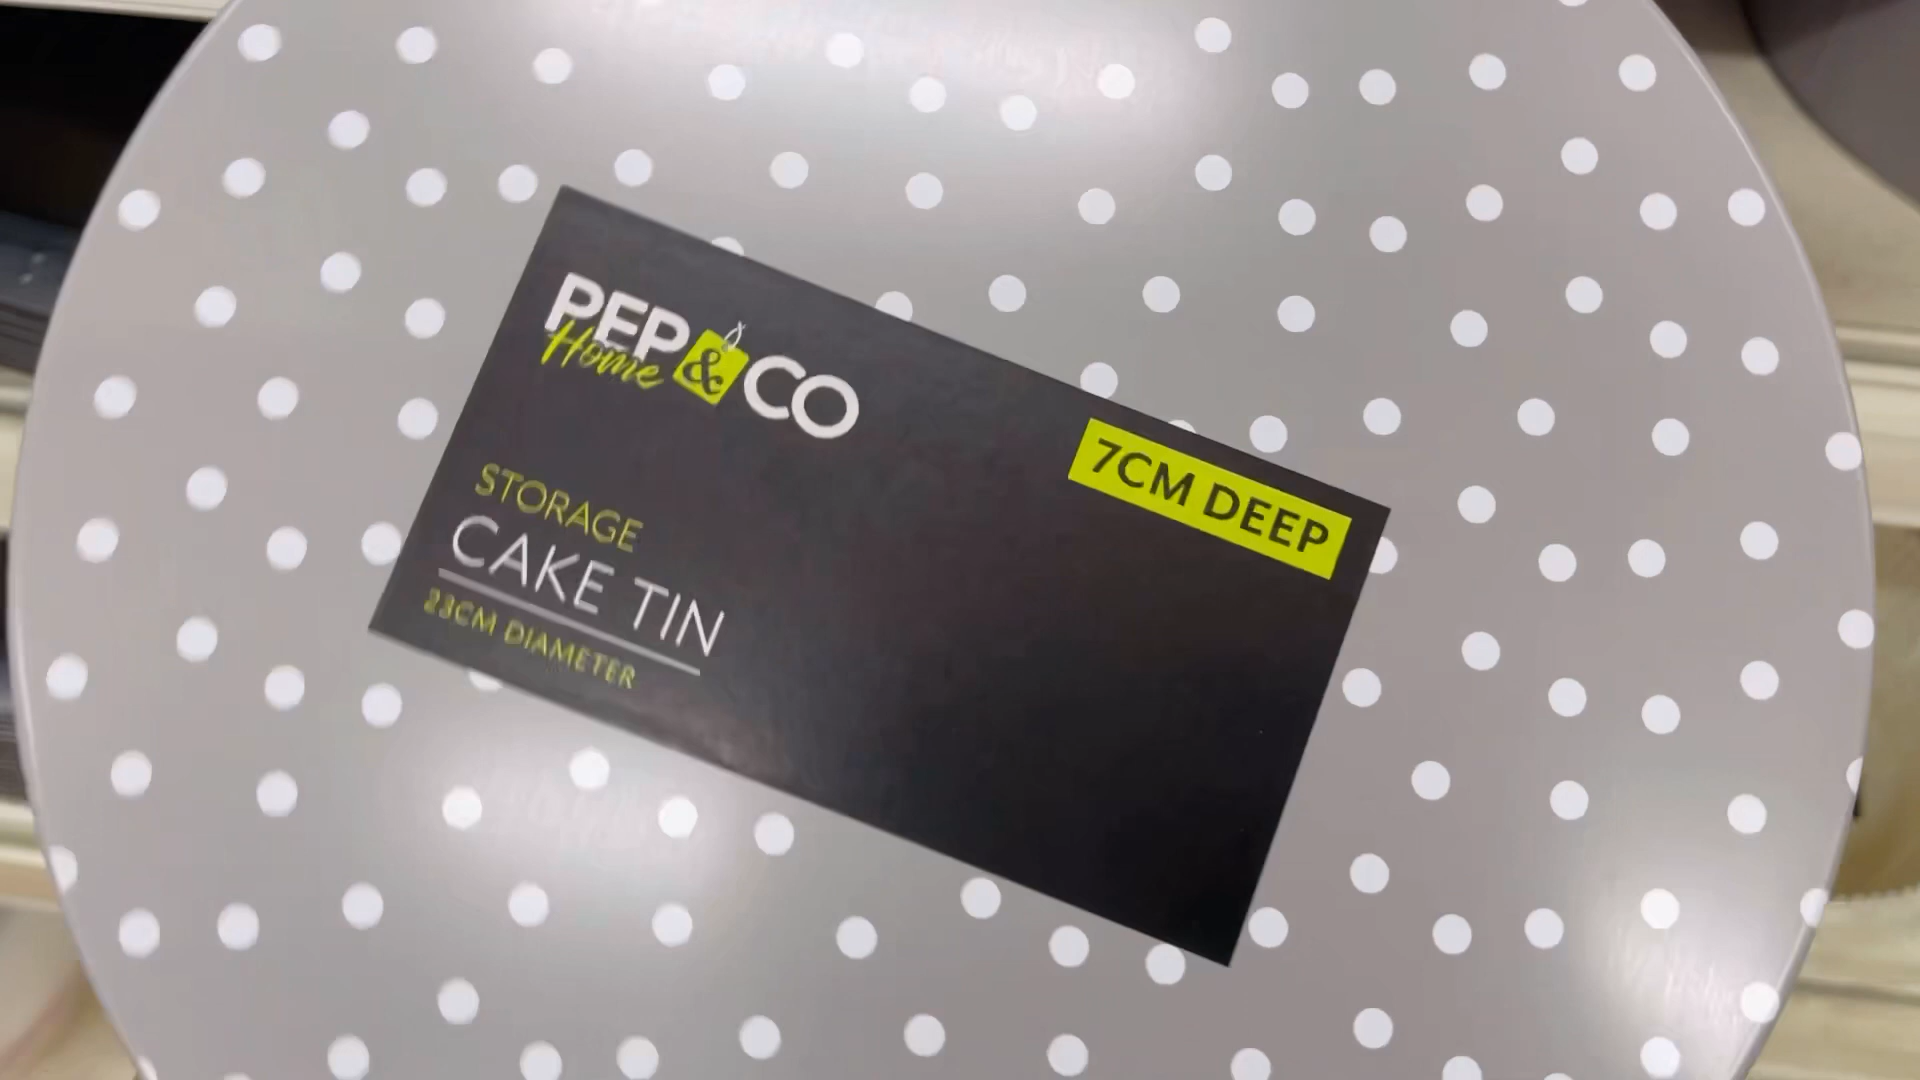 PEP & CO
Home
7CM DEEP
STORAGE
CAKE TIN
23CM DIAMETER